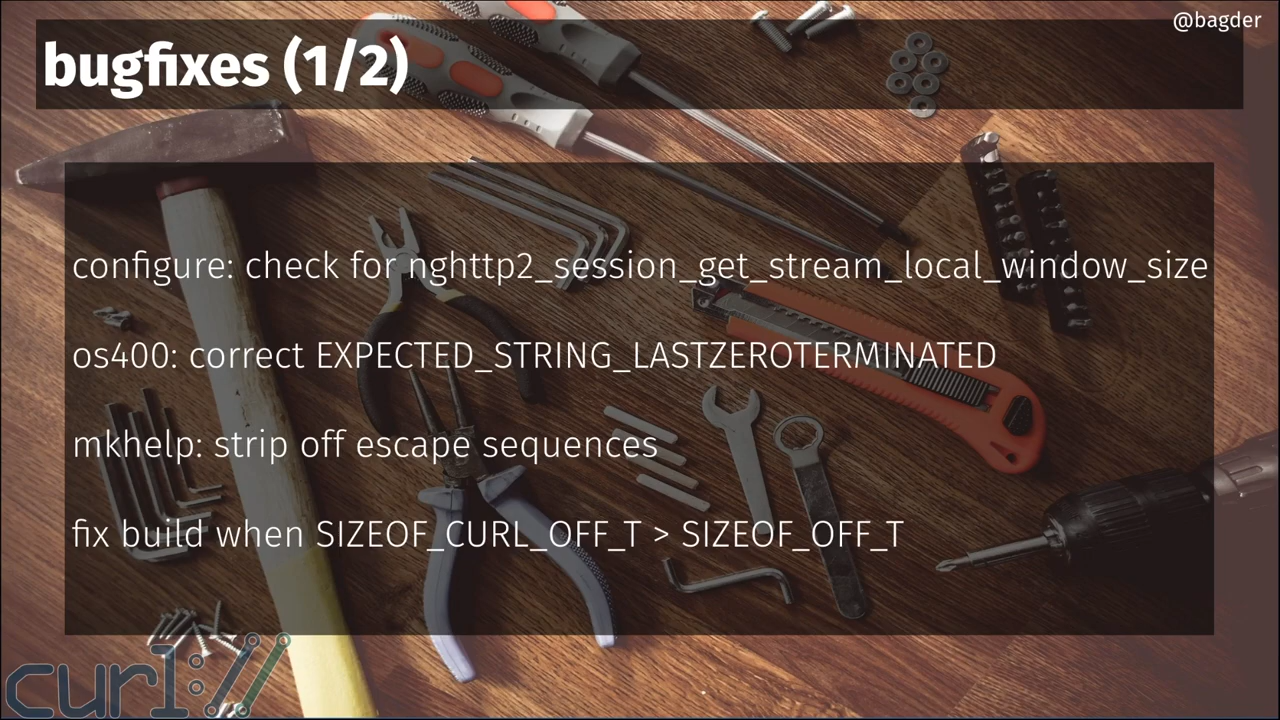 @bagder
bugfixes (1/2)
configure: check for nghttp2_session_get_stream_local_window_size
os400: correct EXPECTED_STRING_LASTZEROTERMINATED
mkhelp: strip off escape sequences
fix build when SIZEOF_CURL_OFF_T > SIZEOF_OFF_T
curl://